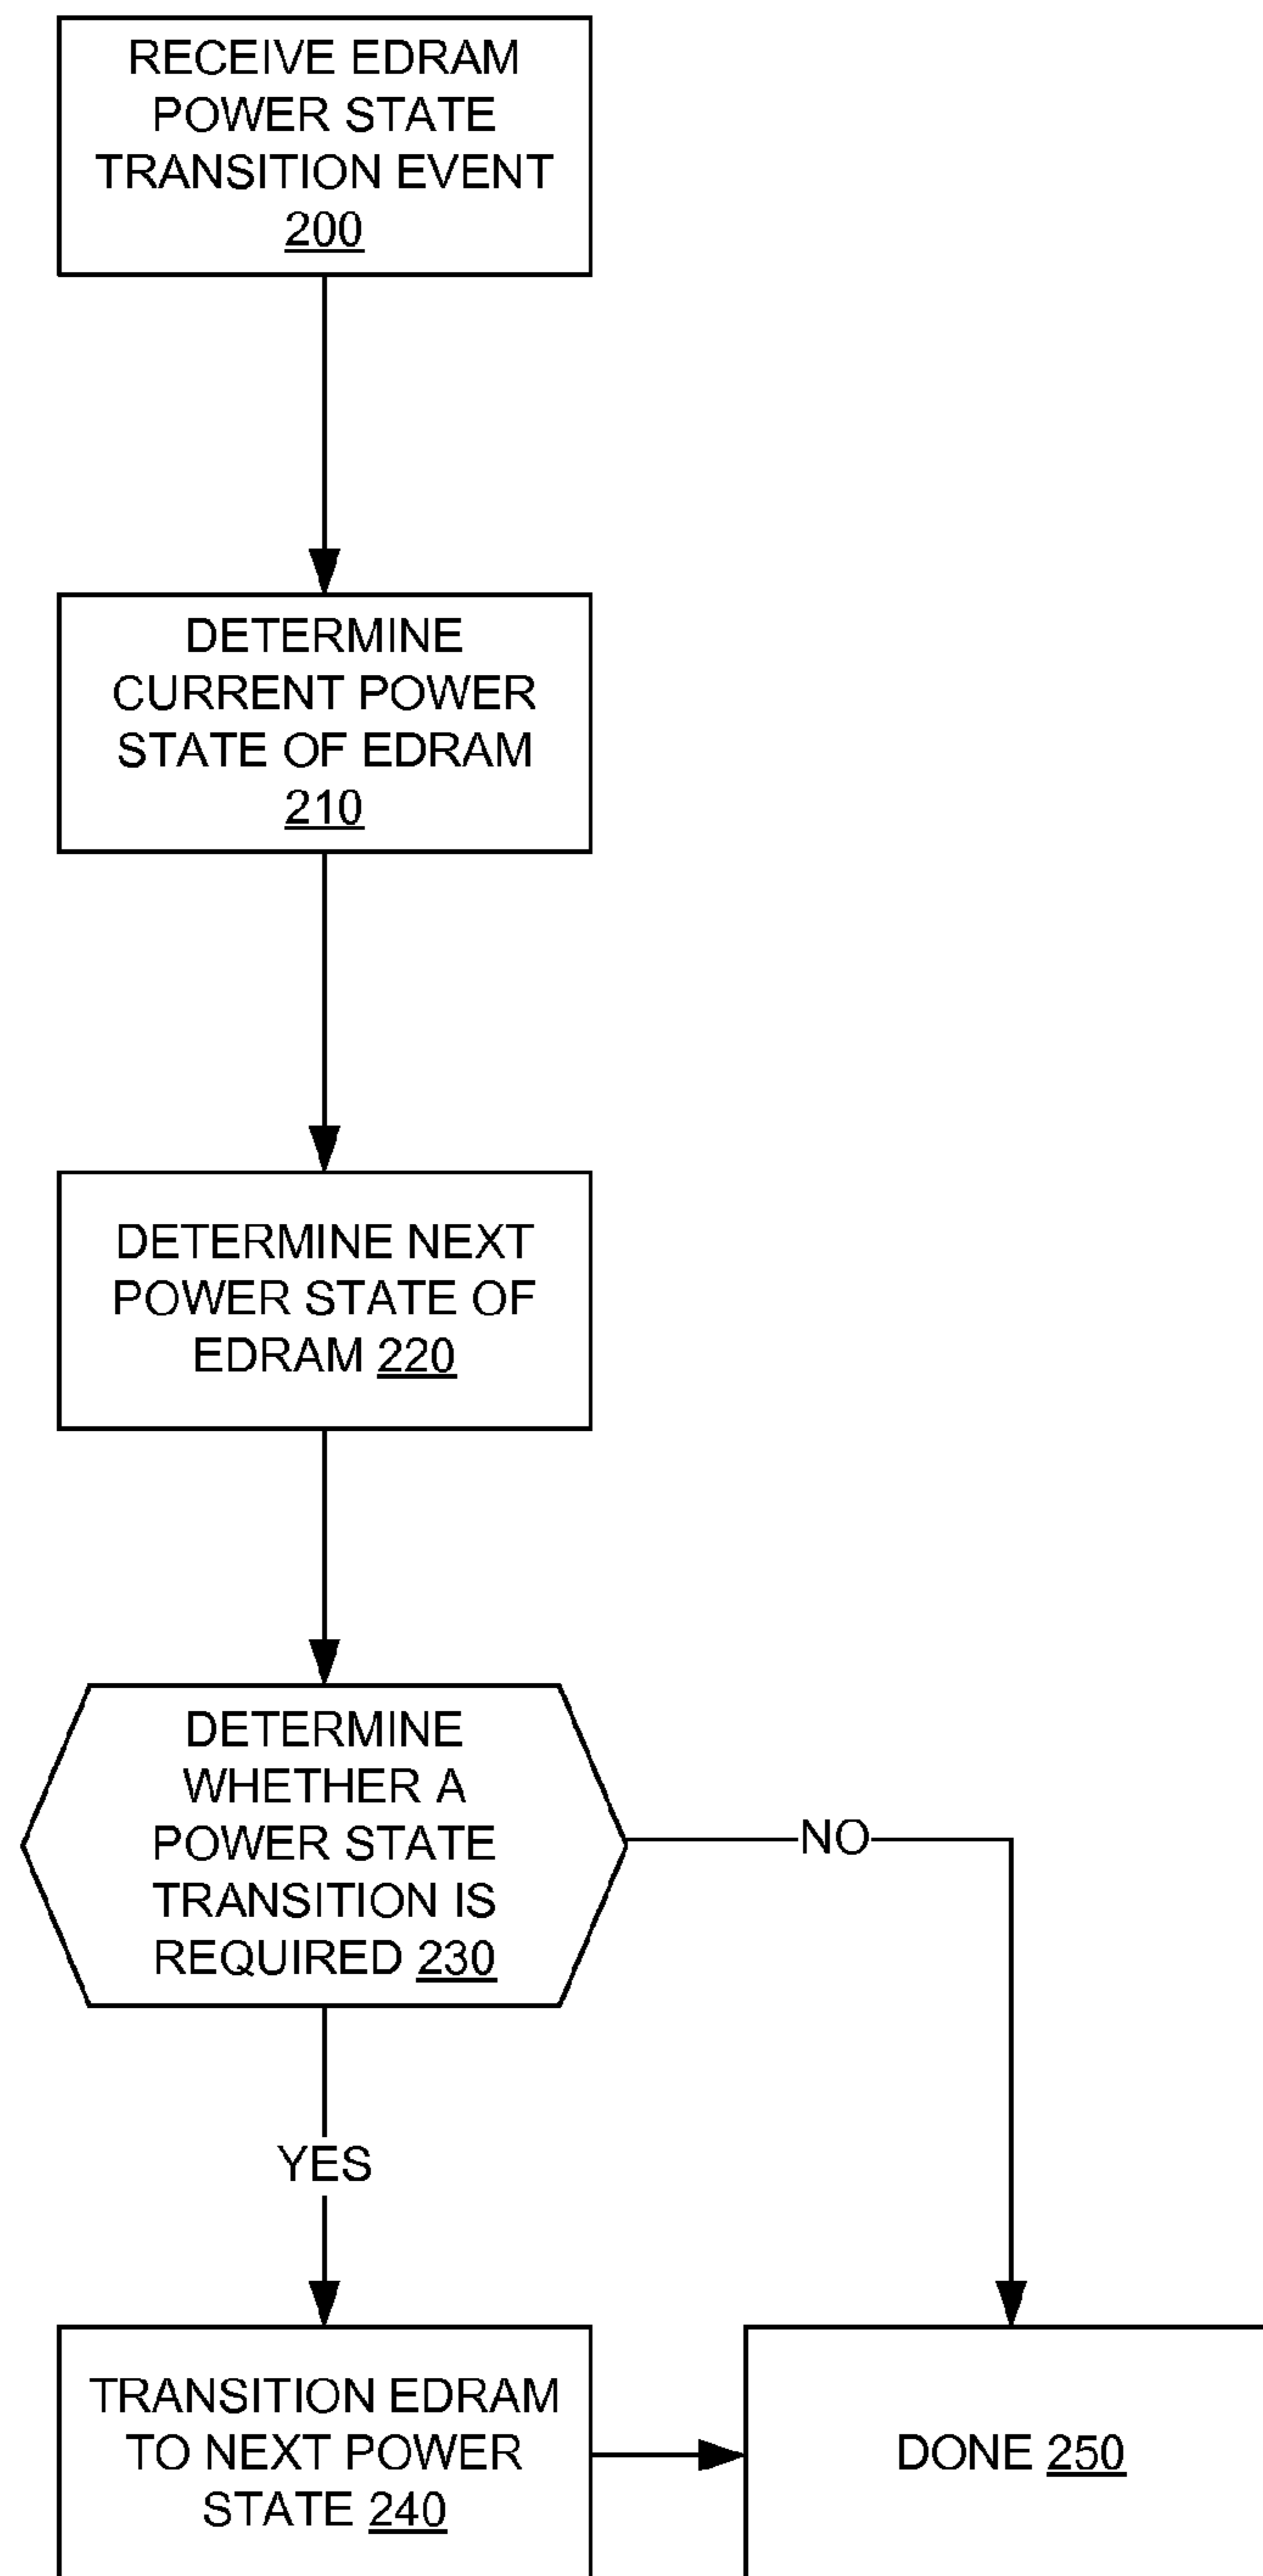 RECEIVE EDRAM
POWER STATE
TRANSITION EVENT
200
DETERMINE
CURRENT POWER
STATE OF EDRAM
210
DETERMINE NEXT
POWER STATE OF
EDRAM 220
DETERMINE
WHETHER A
POWER STATE
TRANSITION IS
REQUIRED 230
NO
YES
TRANSITION EDRAM
TO NEXT POWER
STATE 240
DONE 250